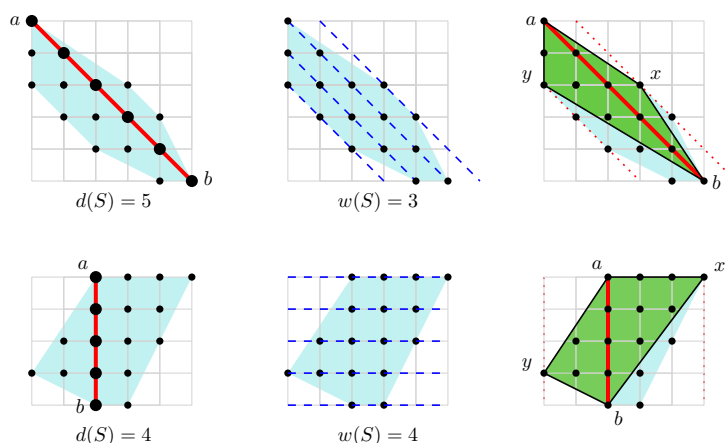 a
b
d(S) = 5
w(S) = 3
a
y
x
b
a
b
d(S) = 4
w(S) = 4
a
x
y
b